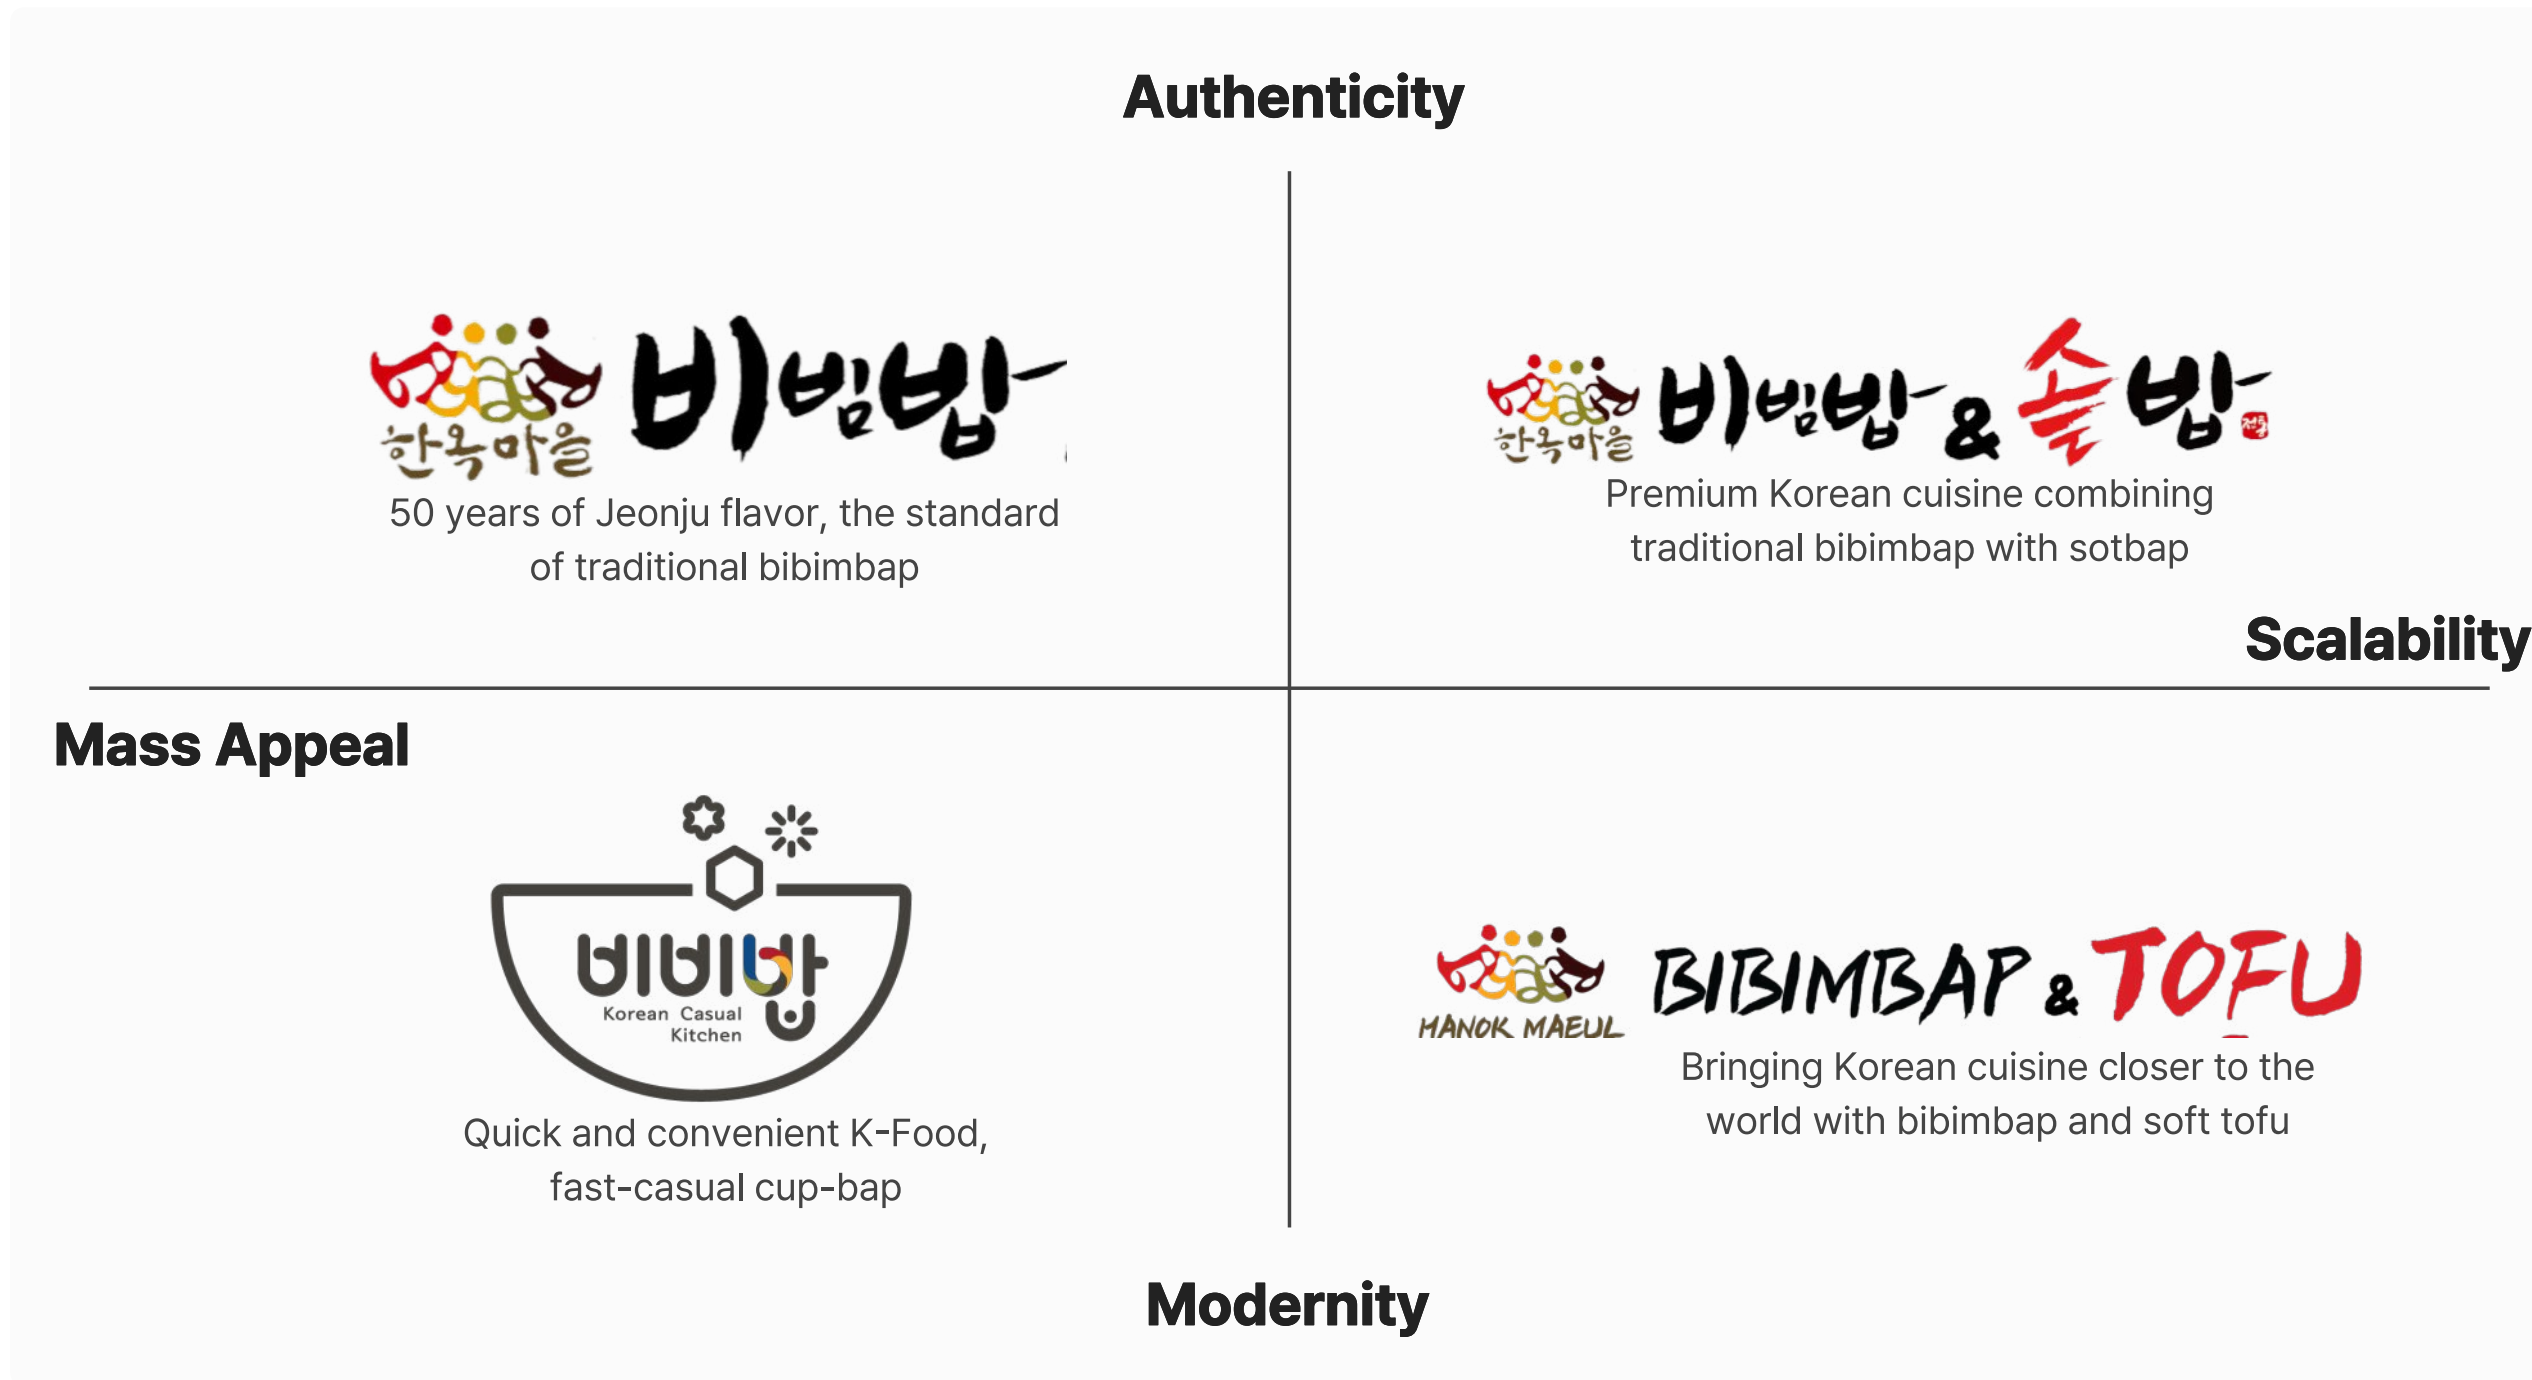 Authenticity
한옥마을 비빔밥
50 years of Jeonju flavor, the standard
of traditional bibimbap
한옥마을 비빔밥 & 솥밥 전통
Premium Korean cuisine combining
traditional bibimbap with sotbap
Scalability
Mass Appeal
비비밥
Korean Casual
Kitchen
Quick and convenient K-Food,
fast-casual cup-bap
HANOK MAEUL BIBIMBAP & TOFU
Bringing Korean cuisine closer to the
world with bibimbap and soft tofu
Modernity